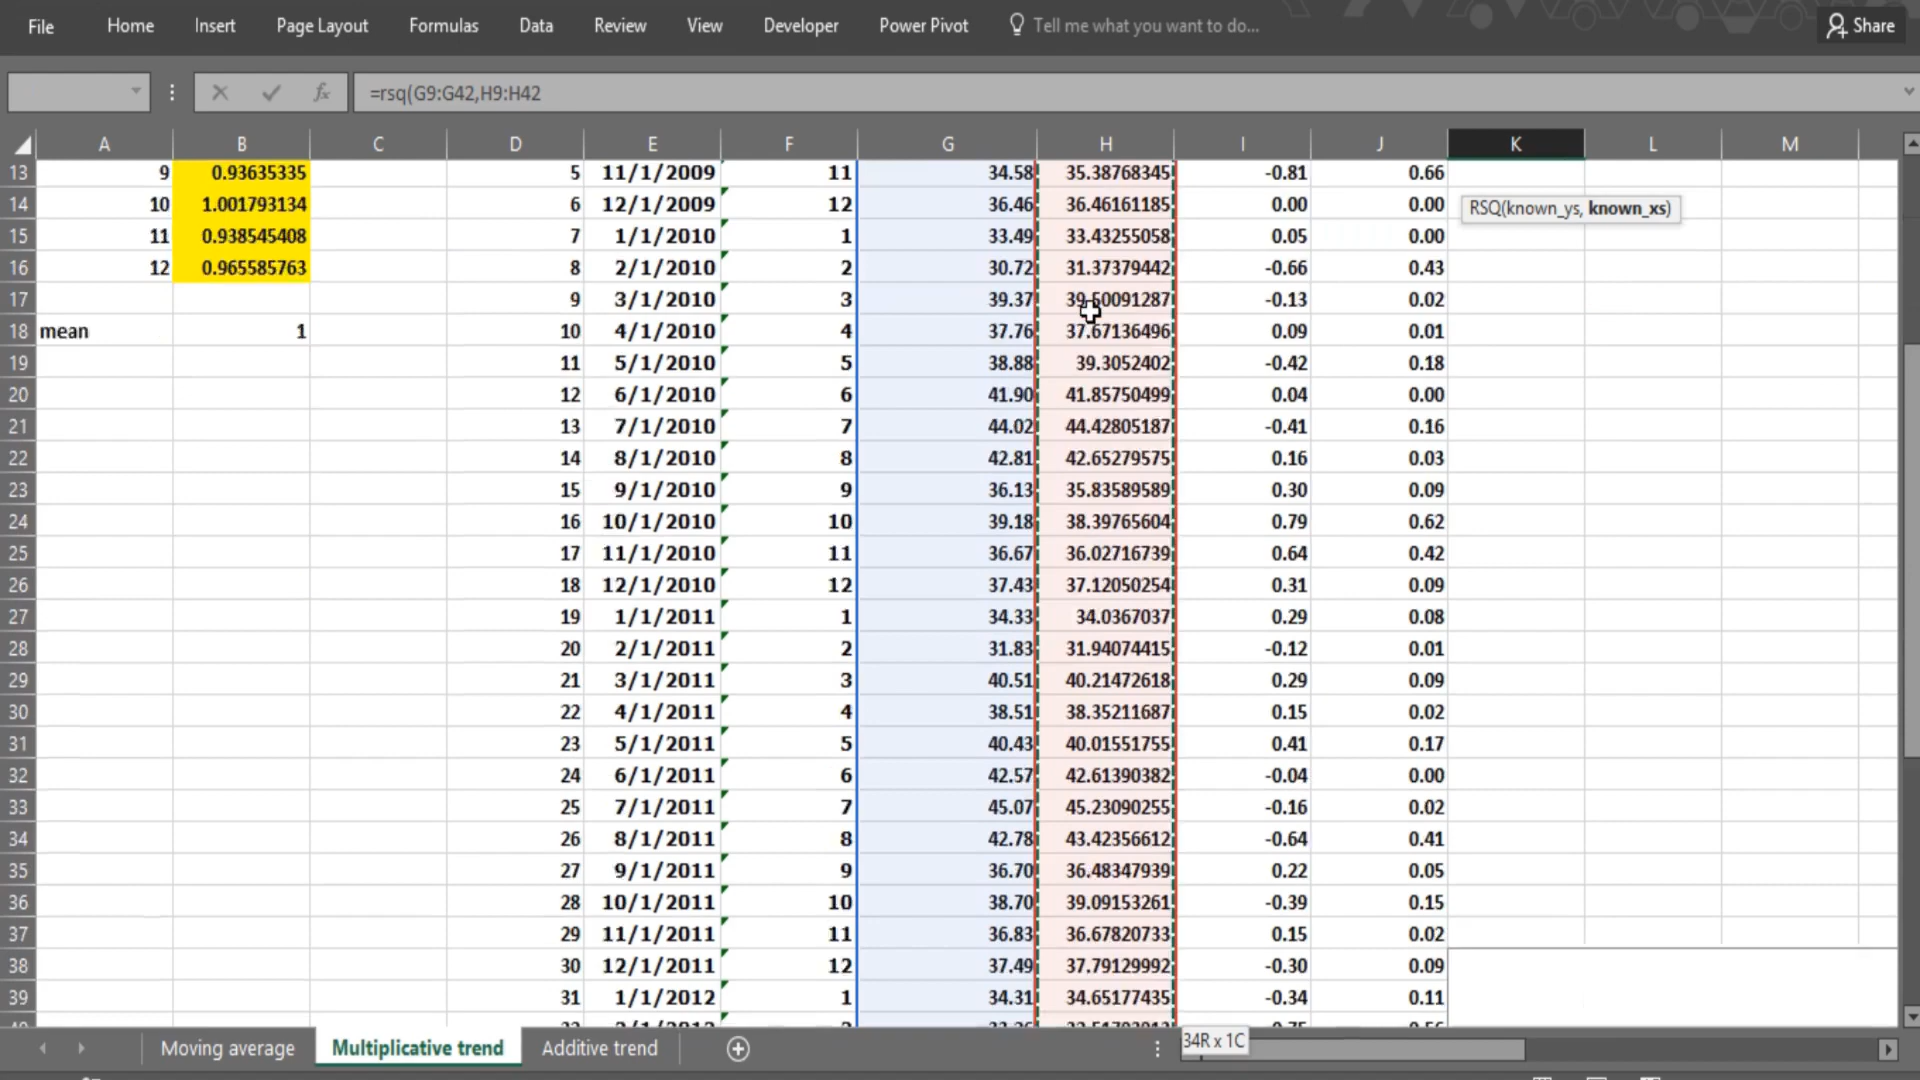 File Home Insert Page Layout Formulas Data Review View Developer Power Pivot Tell me what you want to do... Share
fx =rsq(G9:G42,H9:H42
A B C D E F G H I J K L M
13 9 0.93635335 5 11/1/2009 11 34.58 35.38768345 -0.81 0.66
14 10 1.001793134 6 12/1/2009 12 36.46 36.46161185 0.00 0.00 RSQ(known_ys, known_xs)
15 11 0.938545408 7 1/1/2010 1 33.49 33.43255058 0.05 0.00
16 12 0.965585763 8 2/1/2010 2 30.72 31.37379442 -0.66 0.43
17 9 3/1/2010 3 39.37 39.50091287 -0.13 0.02
18 mean 1 10 4/1/2010 4 37.76 37.67136496 0.09 0.01
19 11 5/1/2010 5 38.88 39.3052402 -0.42 0.18
20 12 6/1/2010 6 41.90 41.85750499 0.04 0.00
21 13 7/1/2010 7 44.02 44.42805187 -0.41 0.16
22 14 8/1/2010 8 42.81 42.65279575 0.16 0.03
23 15 9/1/2010 9 36.13 35.83589589 0.30 0.09
24 16 10/1/2010 10 39.18 38.39765604 0.79 0.62
25 17 11/1/2010 11 36.67 36.02716739 0.64 0.42
26 18 12/1/2010 12 37.43 37.12050254 0.31 0.09
27 19 1/1/2011 1 34.33 34.0367037 0.29 0.08
28 20 2/1/2011 2 31.83 31.94074415 -0.12 0.01
29 21 3/1/2011 3 40.51 40.21472618 0.29 0.09
30 22 4/1/2011 4 38.51 38.35211687 0.15 0.02
31 23 5/1/2011 5 40.43 40.01551755 0.41 0.17
32 24 6/1/2011 6 42.57 42.61390382 -0.04 0.00
33 25 7/1/2011 7 45.07 45.23090255 -0.16 0.02
34 26 8/1/2011 8 42.78 43.42356612 -0.64 0.41
35 27 9/1/2011 9 36.70 36.48347939 0.22 0.05
36 28 10/1/2011 10 38.70 39.09153261 -0.39 0.15
37 29 11/1/2011 11 36.83 36.67820733 0.15 0.02
38 30 12/1/2011 12 37.49 37.79129992 -0.30 0.09
39 31 1/1/2012 1 34.31 34.65177435 -0.34 0.11
Moving average Multiplicative trend Additive trend 34R x 1C